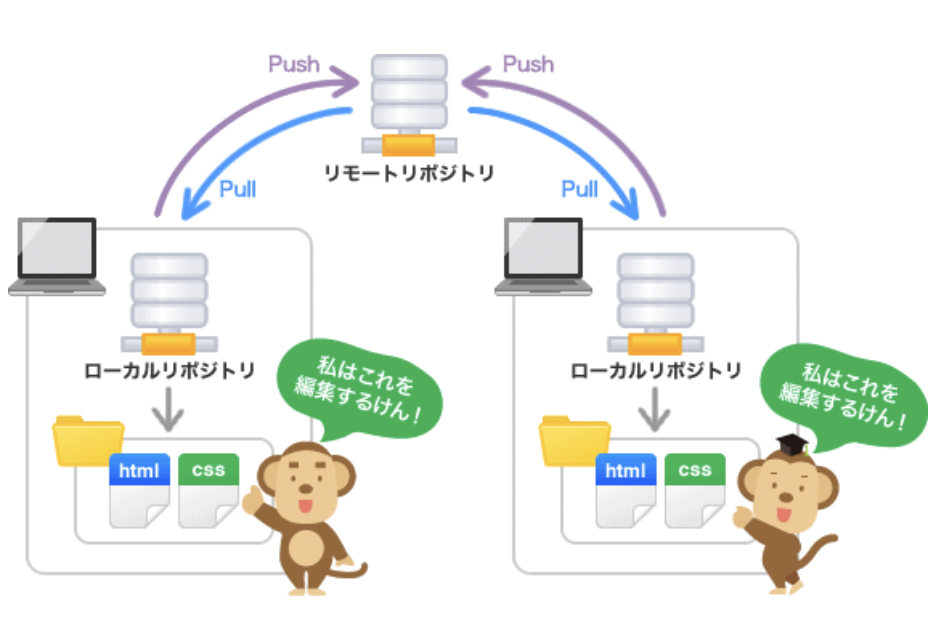 Push
Push
リモートリポジトリ
Pull
Pull
ローカルリポジトリ
私はこれを
編集するけん！
html
css
ローカルリポジトリ
私はこれを
編集するけん！
html
css